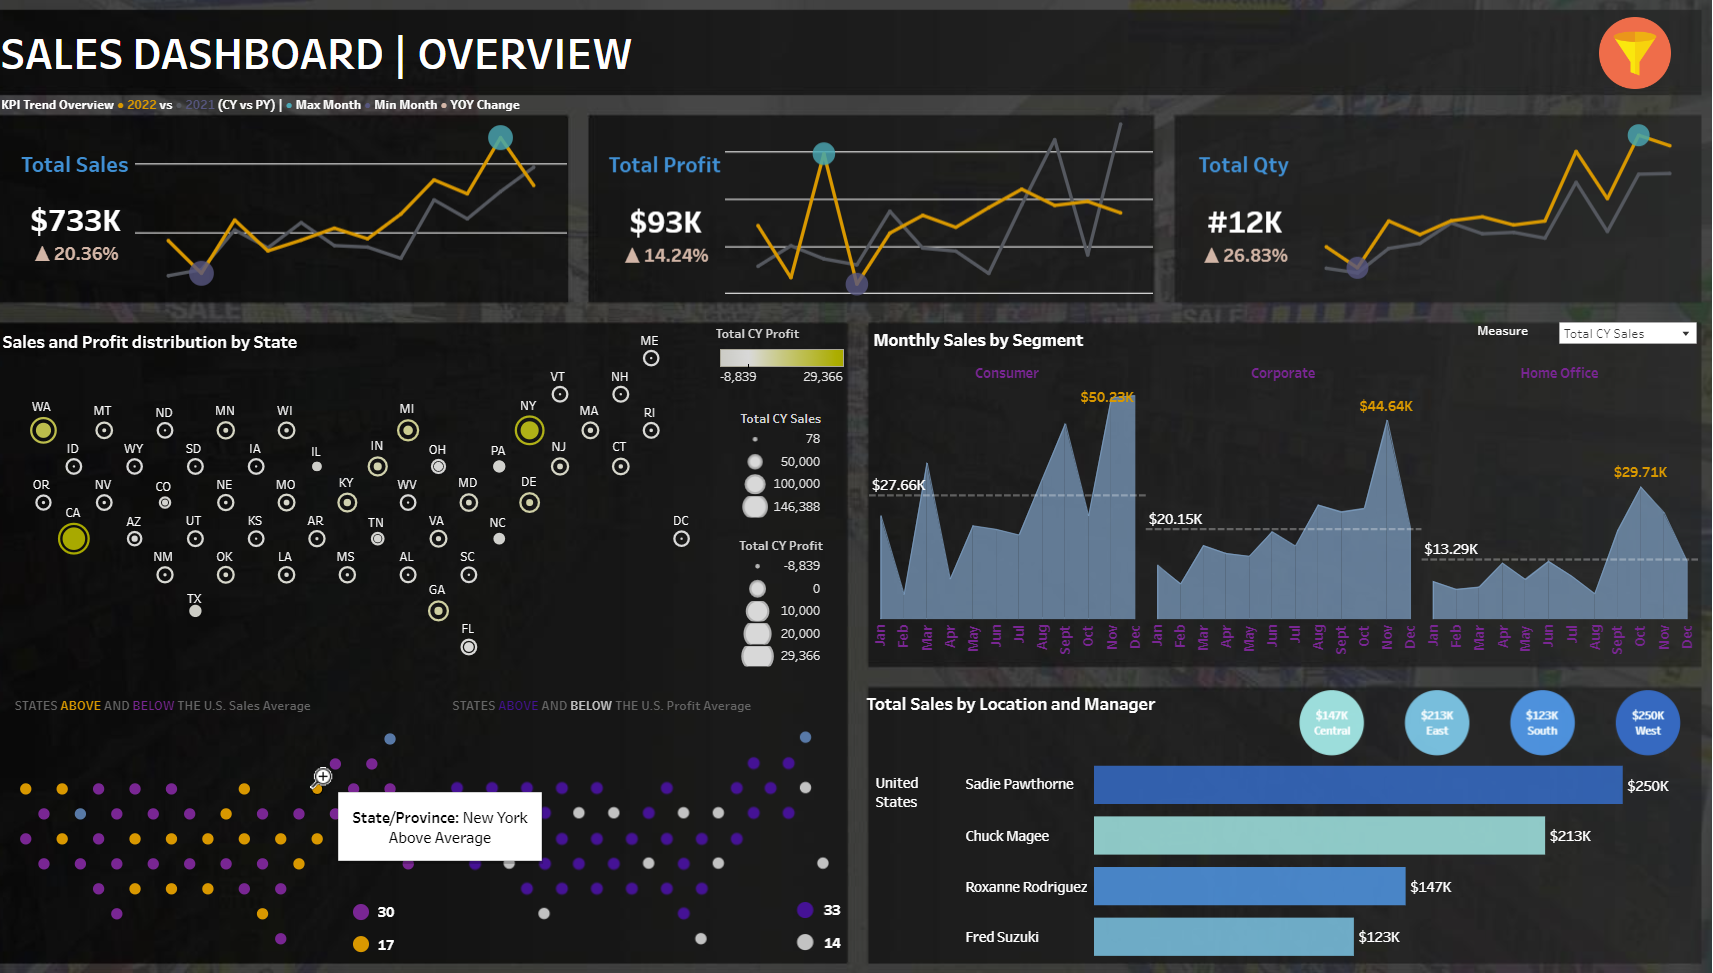 SALES DASHBOARD | OVERVIEW
KPI Trend Overview ● 2022 vs ● 2021 (CY vs PY) | ● Max Month ● Min Month ● YOY Change
Total Sales
$733K
▲ 20.36%
Total Profit
$93K
▲ 14.24%
Total Qty
#12K
▲ 26.83%
Sales and Profit distribution by State
ME
VT NH
WA MT ND MN WI MI NY MA RI
ID WY SD IA IL IN OH PA NJ CT
OR NV CO NE MO KY WV MD DE
CA AZ UT KS AR TN VA NC DC
NM OK LA MS AL SC
TX GA
FL
Total CY Profit
-8,839 29,366
Total CY Sales
78
50,000
100,000
146,388
Total CY Profit
-8,839
0
10,000
20,000
29,366
STATES ABOVE AND BELOW THE U.S. Sales Average
STATES ABOVE AND BELOW THE U.S. Profit Average
State/Province: New York
Above Average
30
17
33
14
Monthly Sales by Segment
Measure
Total CY Sales
Consumer Corporate Home Office
$50.23K
$44.64K
$29.71K
$27.66K
$20.15K
$13.29K
Jan Feb Mar Apr May Jun Jul Aug Sept Oct Nov Dec
Jan Feb Mar Apr May Jun Jul Aug Sept Oct Nov Dec
Jan Feb Mar Apr May Jun Jul Aug Sept Oct Nov Dec
Total Sales by Location and Manager
$147K
Central
$213K
East
$123K
South
$250K
West
United
States
Sadie Pawthorne $250K
Chuck Magee $213K
Roxanne Rodriguez $147K
Fred Suzuki $123K